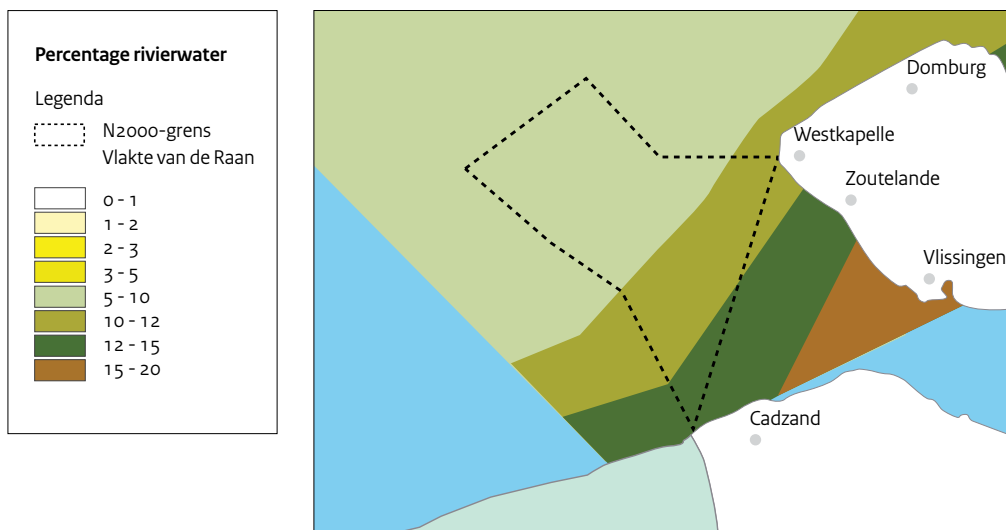 Percentage rivierwater
Legenda
N2000-grens
Vlakte van de Raan
0 - 1
1 - 2
2 - 3
3 - 5
5 - 10
10 - 12
12 - 15
15 - 20
Domburg
Westkapelle
Zoutelande
Vlissingen
Cadzand